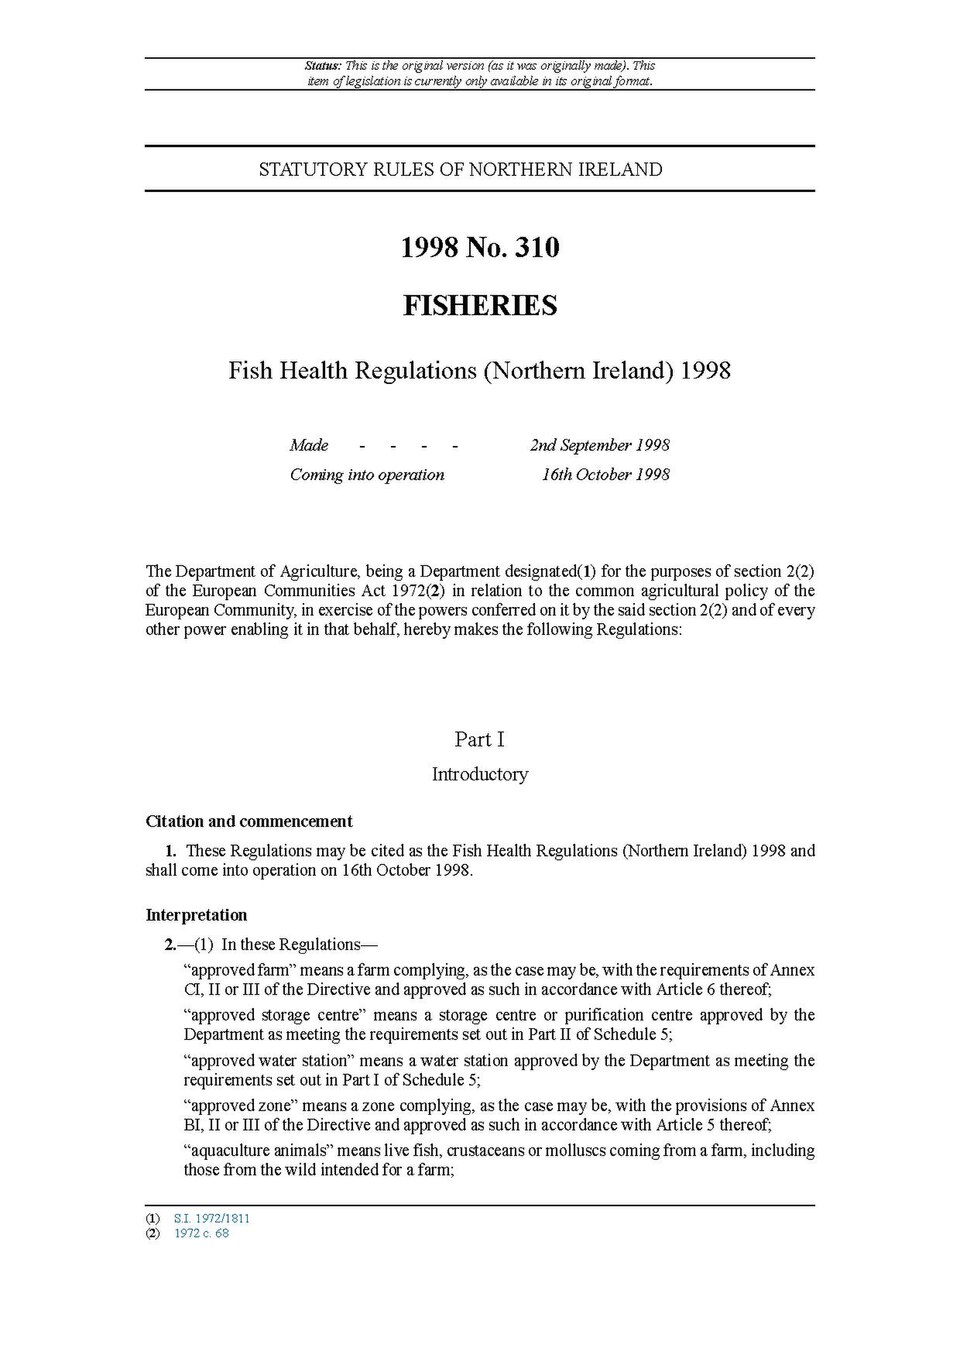 Status: This is the original version (as it was originally made). This
item of legislation is currently only available in its original format.
STATUTORY RULES OF NORTHERN IRELAND
1998 No. 310
FISHERIES
Fish Health Regulations (Northern Ireland) 1998
Made - - - - 2nd September 1998
Coming into operation 16th October 1998
The Department of Agriculture, being a Department designated(1) for the purposes of section 2(2)
of the European Communities Act 1972(2) in relation to the common agricultural policy of the
European Community, in exercise of the powers conferred on it by the said section 2(2) and of every
other power enabling it in that behalf, hereby makes the following Regulations:
Part I
Introductory
Citation and commencement
1. These Regulations may be cited as the Fish Health Regulations (Northern Ireland) 1998 and
shall come into operation on 16th October 1998.
Interpretation
2.—(1) In these Regulations—
“approved farm” means a farm complying, as the case may be, with the requirements of Annex
CI, II or III of the Directive and approved as such in accordance with Article 6 thereof;
“approved storage centre” means a storage centre or purification centre approved by the
Department as meeting the requirements set out in Part II of Schedule 5;
“approved water station” means a water station approved by the Department as meeting the
requirements set out in Part I of Schedule 5;
“approved zone” means a zone complying, as the case may be, with the provisions of Annex
BI, II or III of the Directive and approved as such in accordance with Article 5 thereof;
“aquaculture animals” means live fish, crustaceans or molluscs coming from a farm, including
those from the wild intended for a farm;
(1) S.I. 1972/1811
(2) 1972 c. 68